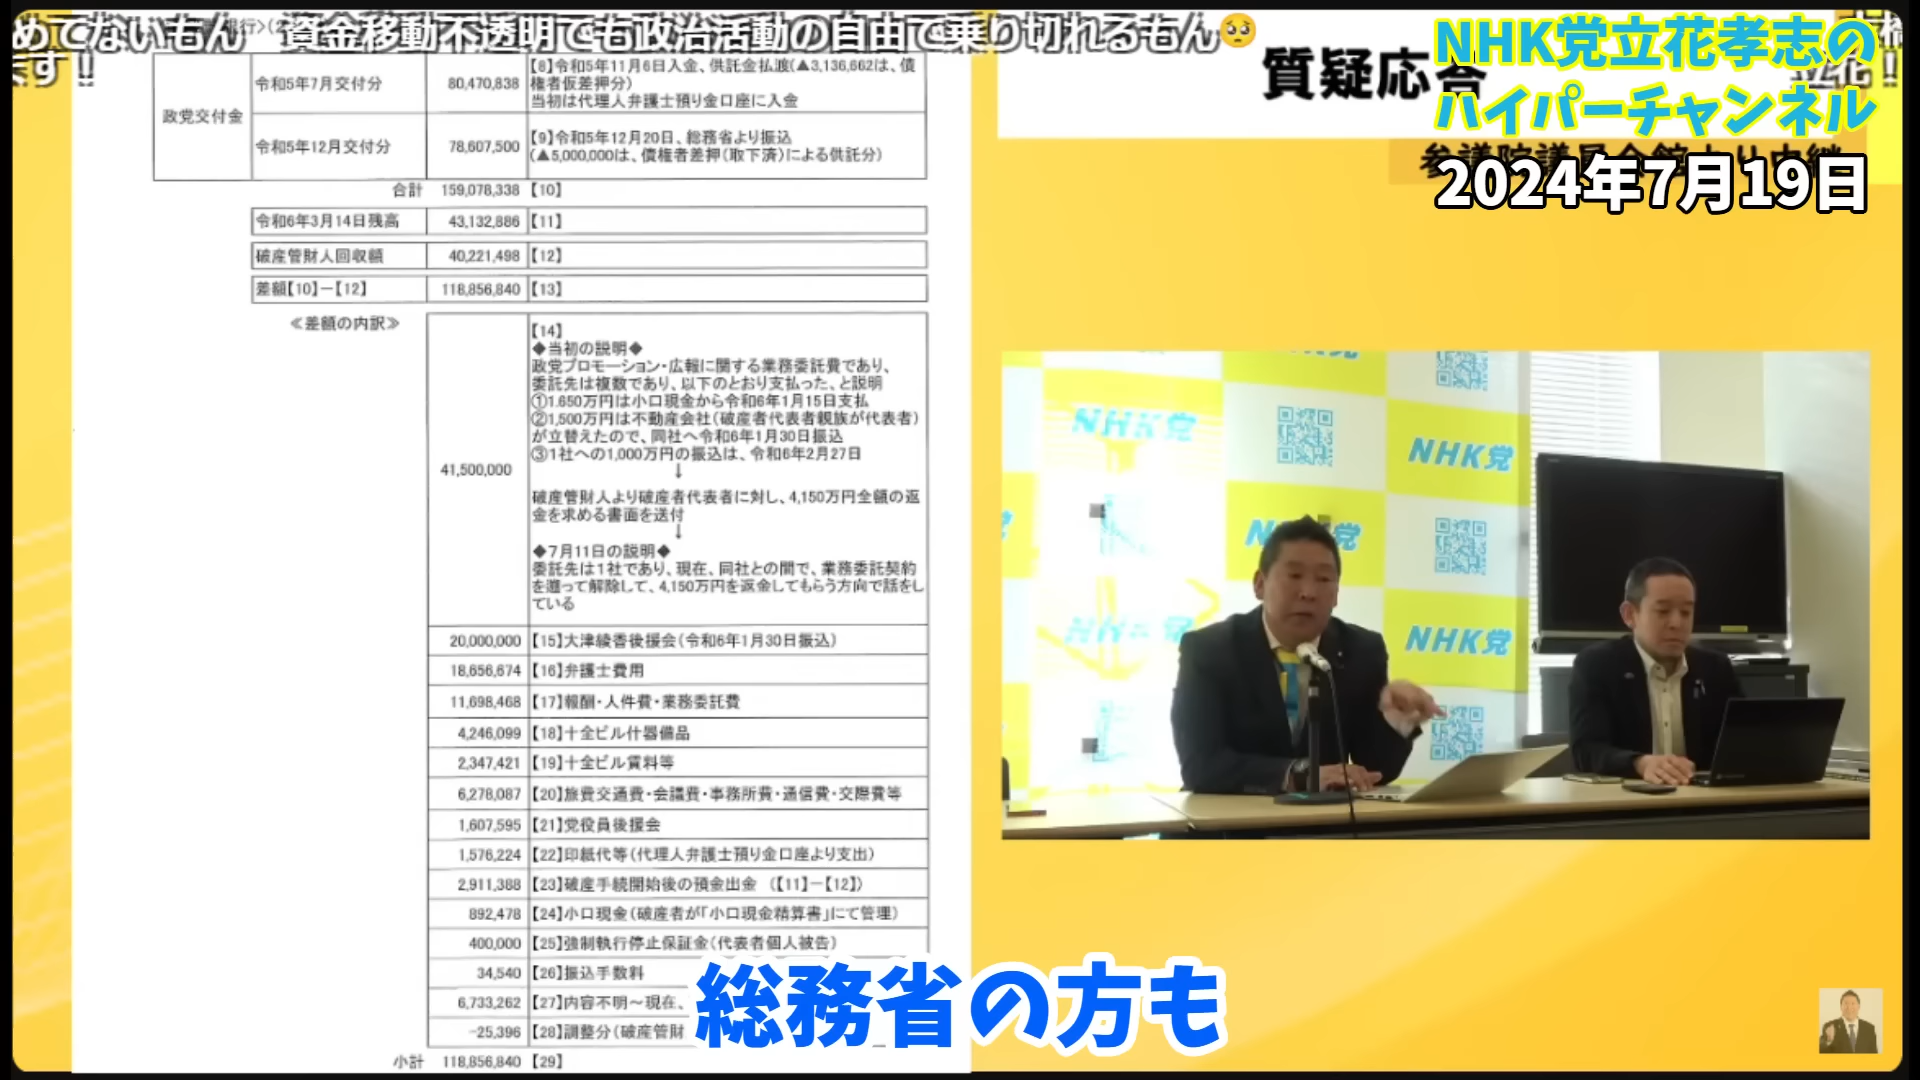 めてないもん　資金移動不透明でも政治活動の自由で乗り切れるもん🥺
ます!!
質疑応答
NHK党立花孝志の
ハイパーチャンネル
2024年7月19日
政党交付金
令和5年7月交付分 80,470,838 【8】令和5年11月6日入金、供託金払渡(▲3,136,662は、債
権者仮差押分)
当初は代理人弁護士預り金口座に入金
令和5年12月交付分 78,607,500 【9】令和5年12月20日、総務省より振込
(▲5,000,000は、債権者差押(取下済)による供託分)
合計 159,078,338 【10】
令和6年3月14日残高 43,132,886 【11】
破産管財人回収額 40,221,498 【12】
差額【10】－【12】 118,856,840 【13】
≪差額の内訳≫
41,500,000 【14】
◆当初の説明◆
政党プロモーション・広報に関する業務委託費であり、
委託先は複数であり、以下のとおり支払った、と説明
①1,650万円は小口現金から令和6年1月15日支払
②1,500万円は不動産会社(破産者代表者親族が代表者)
が立替えたので、同社へ令和6年1月30日振込
③1社への1,000万円の振込は、令和6年2月27日
↓
破産管財人より破産者代表者に対し、4,150万円全額の返
金を求める書面を送付
↓
◆7月11日の説明◆
委託先は1社であり、現在、同社との間で、業務委託契約
を遡って解除して、4,150万円を返金してもらう方向で話をし
ている
20,000,000 【15】大津綾香後援会(令和6年1月30日振込)
18,656,674 【16】弁護士費用
11,698,468 【17】報酬・人件費・業務委託費
4,246,099 【18】十全ビル什器備品
2,347,421 【19】十全ビル賃料等
6,278,087 【20】旅費交通費・会議費・事務所費・通信費・交際費等
1,607,595 【21】党役員後援会
1,576,224 【22】印紙代等(代理人弁護士預り金口座より支出)
2,911,388 【23】破産手続開始後の預金出金 (【11】－【12】)
892,478 【24】小口現金(破産者が「小口現金精算書」にて管理)
400,000 【25】強制執行停止保証金(代表者個人被告)
34,540 【26】振込手数料
6,733,262 【27】内容不明～現在、
-25,396 【28】調整分(破産管財
小計 118,856,840 【29】
NHK党
NHK党
NHK党
NHK党
NHK党
総務省の方も